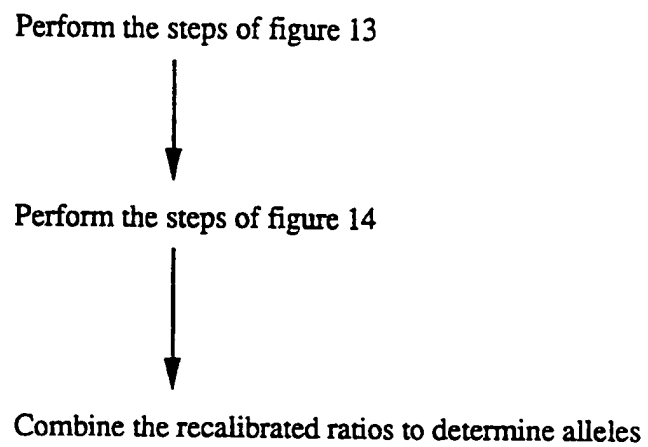 Perform the steps of figure 13
Perform the steps of figure 14
Combine the recalibrated ratios to determine alleles